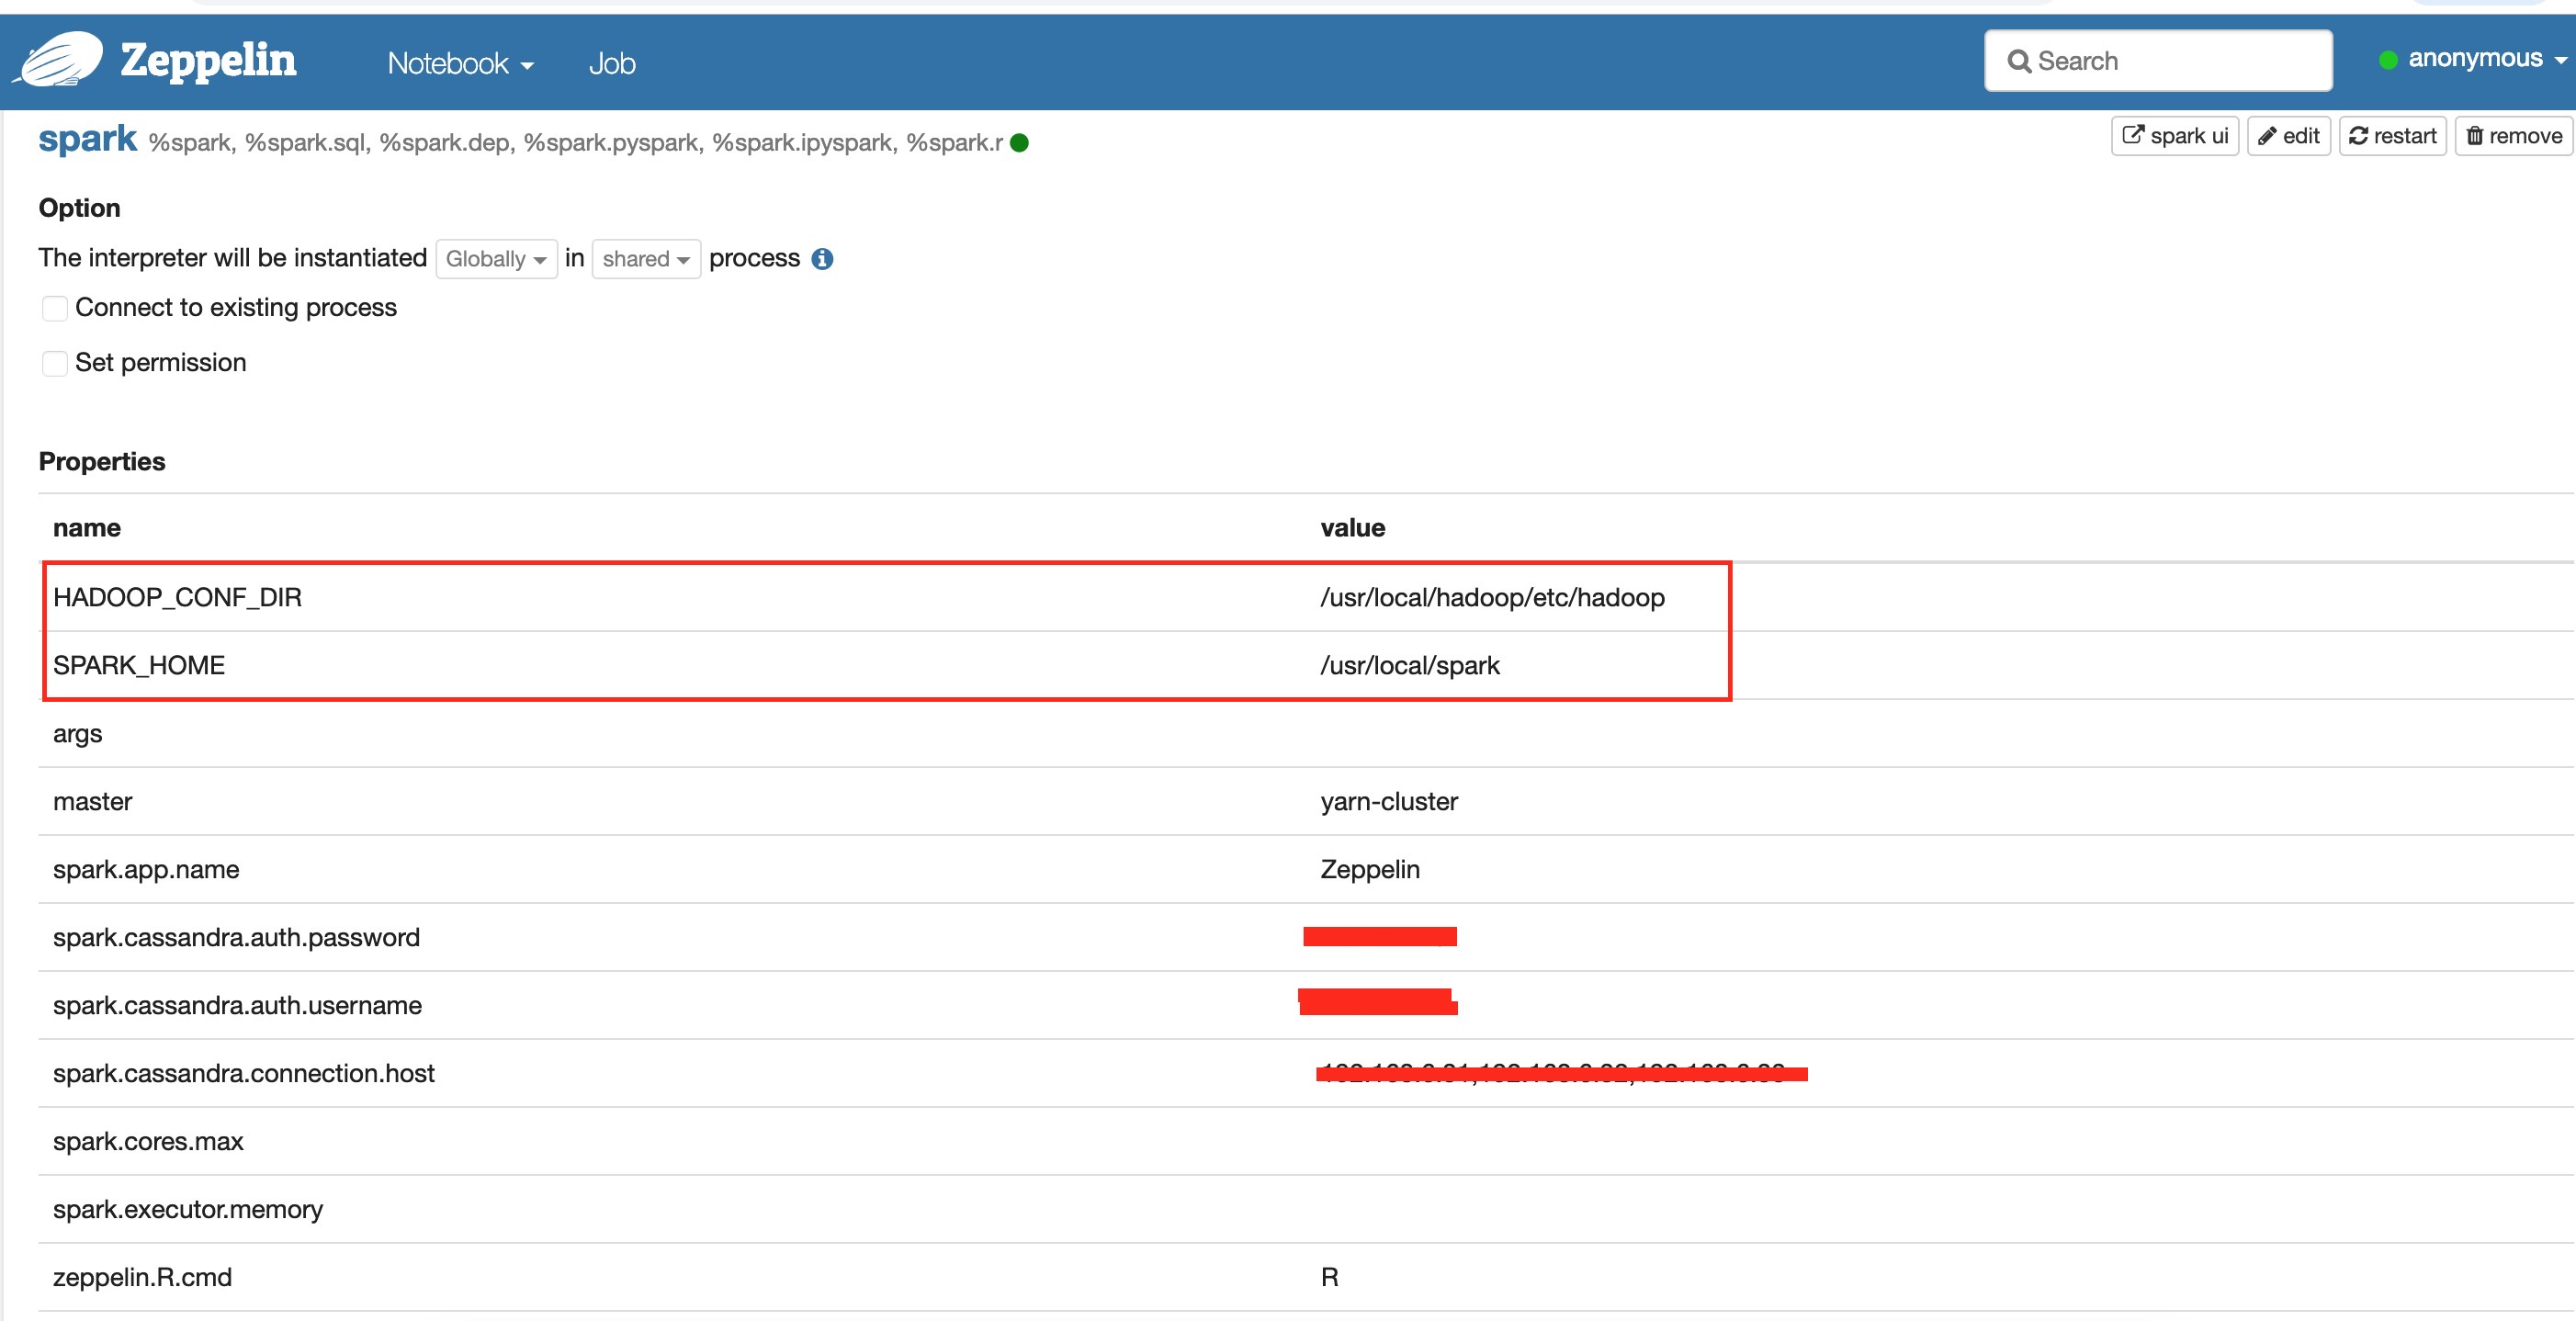 Zeppelin Notebook Job Search anonymous
spark %spark, %spark.sql, %spark.dep, %spark.pyspark, %spark.ipyspark, %spark.r spark ui edit restart remove
Option
The interpreter will be instantiated Globally in shared process
Connect to existing process
Set permission
Properties
name value
HADOOP_CONF_DIR /usr/local/hadoop/etc/hadoop
SPARK_HOME /usr/local/spark
args
master yarn-cluster
spark.app.name Zeppelin
spark.cassandra.auth.password
spark.cassandra.auth.username
spark.cassandra.connection.host
spark.cores.max
spark.executor.memory
zeppelin.R.cmd R